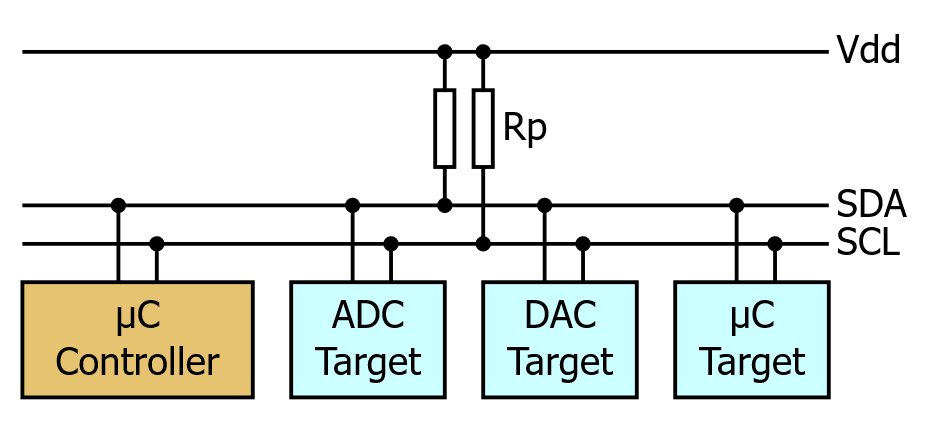 Vdd
Rp
SDA
SCL
µC
Controller
ADC
Target
DAC
Target
µC
Target